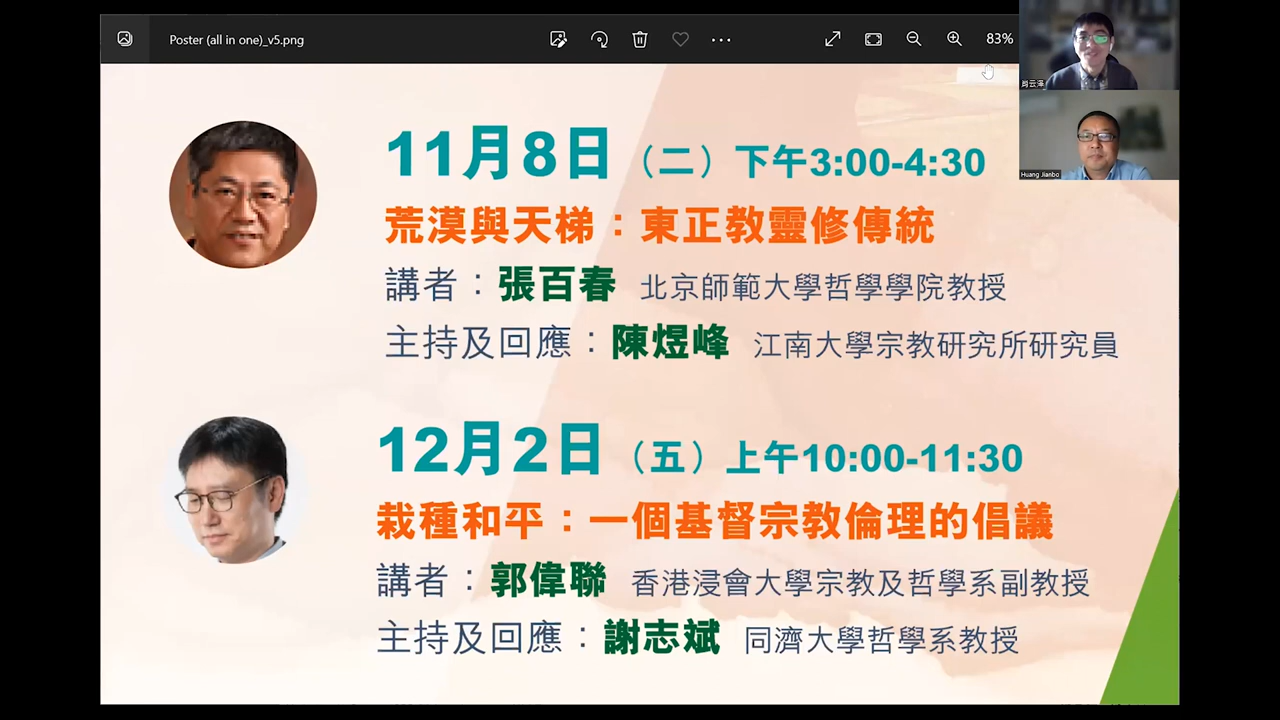 Poster (all in one)_v5.png
83%
肖云泽
Huang Jianbo
11月8日（二）下午3:00-4:30
荒漠與天梯：東正教靈修傳統
講者：張百春 北京師範大學哲學學院教授
主持及回應：陳煜峰 江南大學宗教研究所研究員
12月2日（五）上午10:00-11:30
栽種和平：一個基督宗教倫理的倡議
講者：郭偉聯 香港浸會大學宗教及哲學系副教授
主持及回應：謝志斌 同濟大學哲學系教授